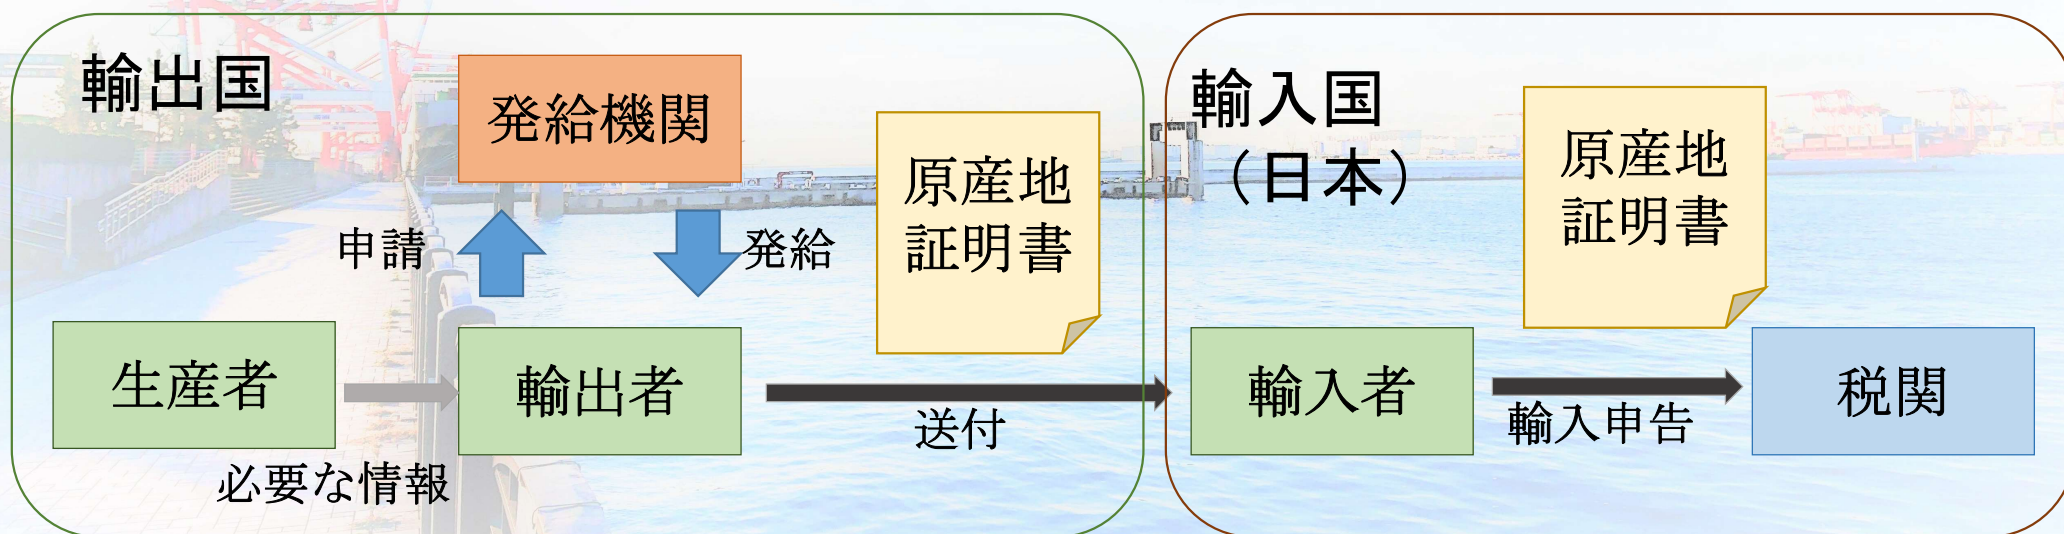 輸出国
発給機関
原産地
証明書
申請
発給
生産者
輸出者
必要な情報
送付
輸入国
（日本）
原産地
証明書
輸入者
輸入申告
税関